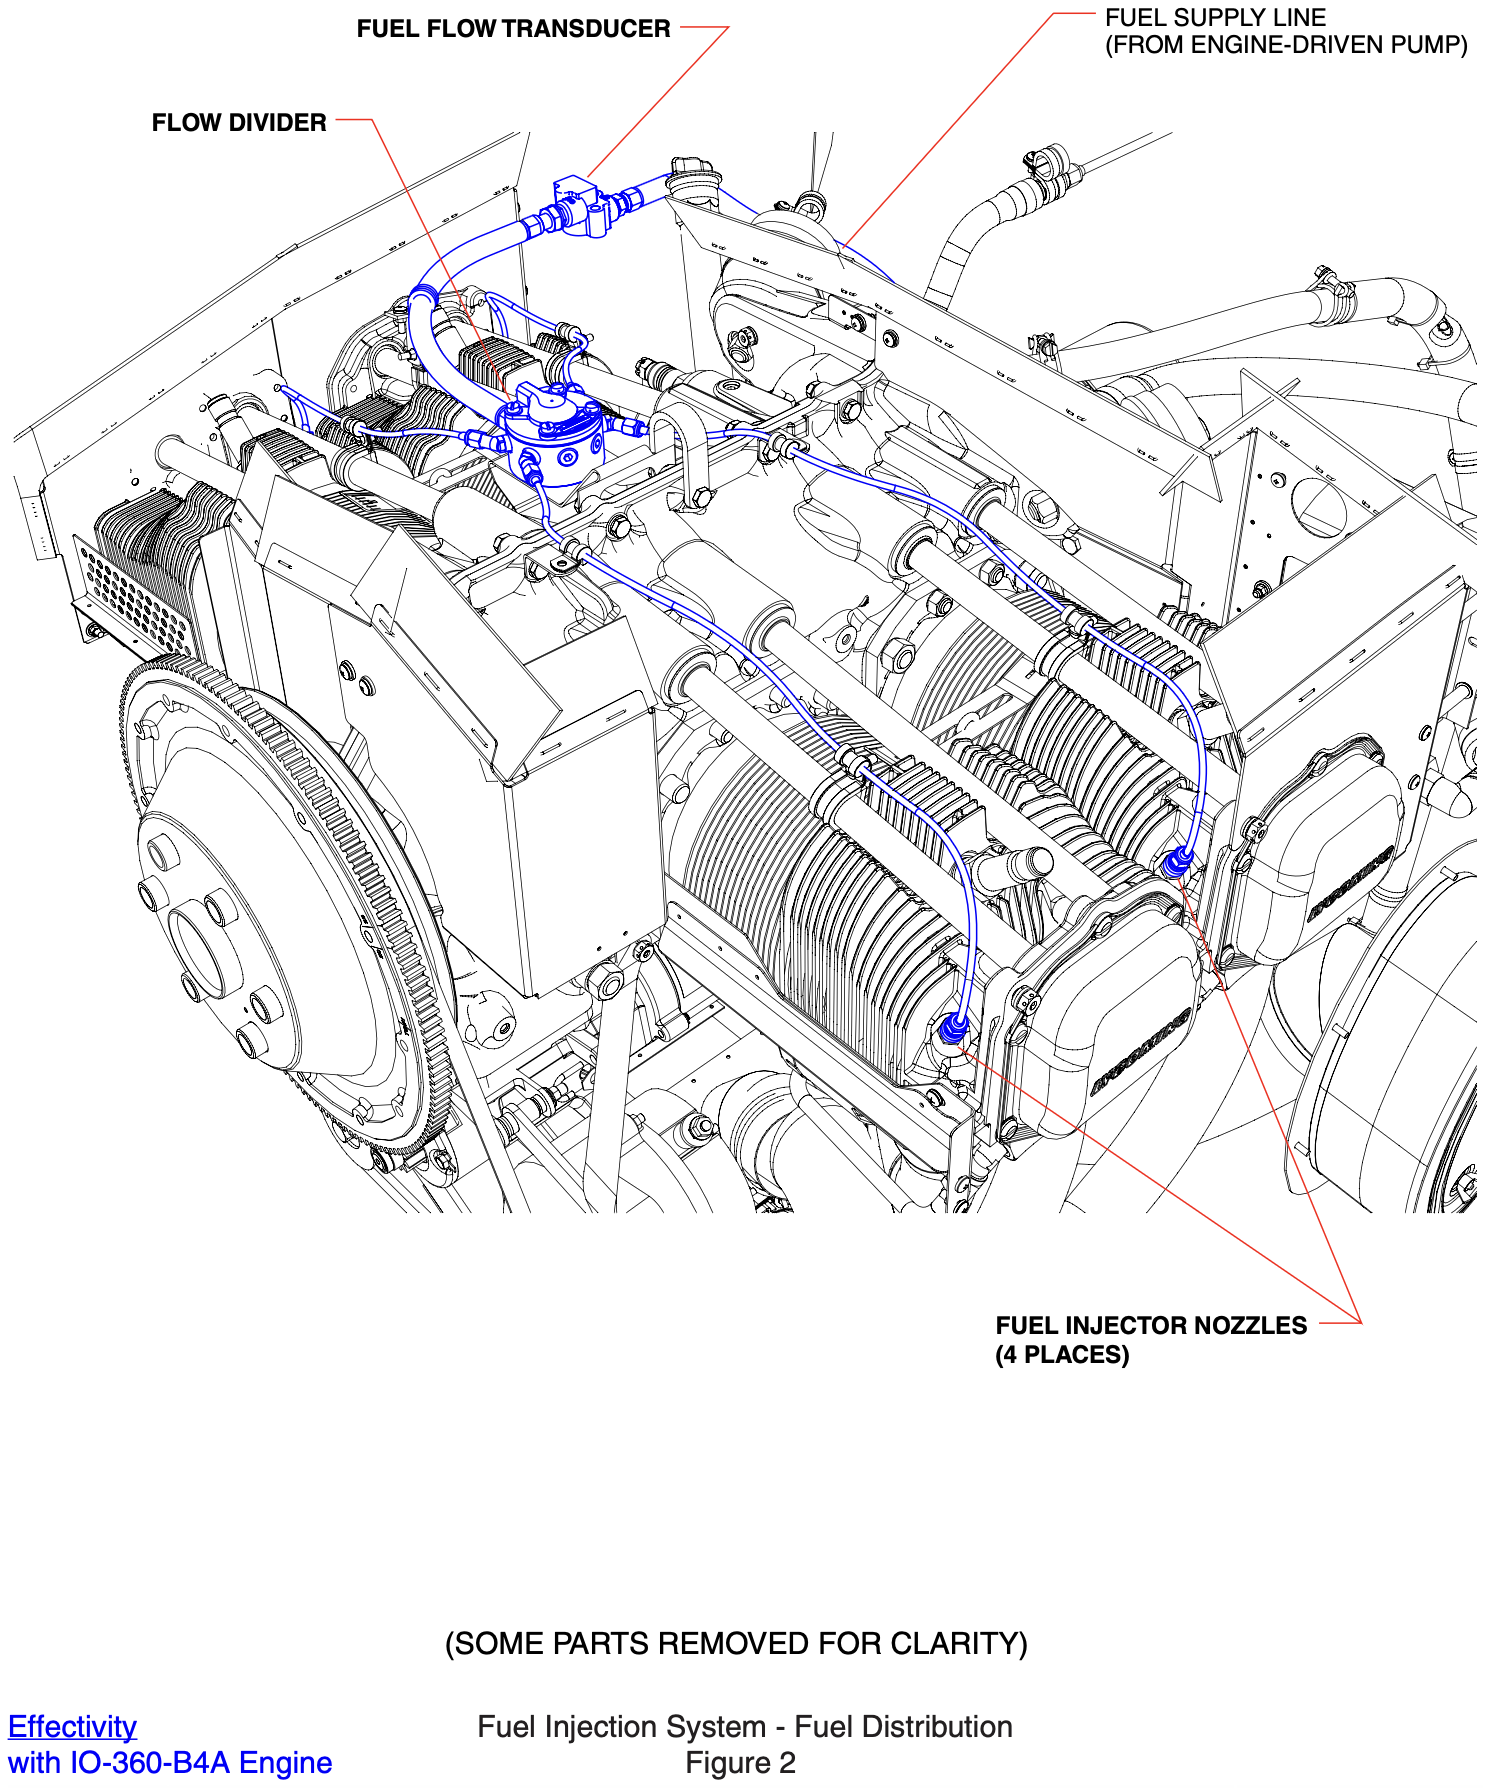 FUEL FLOW TRANSDUCER
FUEL SUPPLY LINE
(FROM ENGINE-DRIVEN PUMP)
FLOW DIVIDER
FUEL INJECTOR NOZZLES
(4 PLACES)
(SOME PARTS REMOVED FOR CLARITY)
Effectivity
with IO-360-B4A Engine
Fuel Injection System - Fuel Distribution
Figure 2